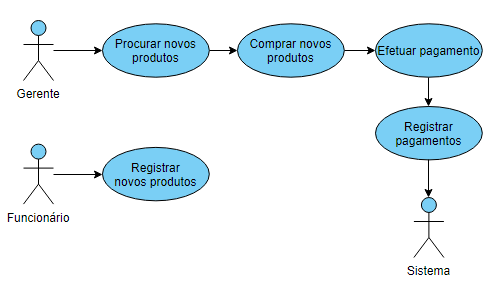 Procurar novos
produtos
Comprar novos
produtos
Efetuar pagamento
Gerente
Registrar
pagamentos
Registrar
novos produtos
Funcionário
Sistema